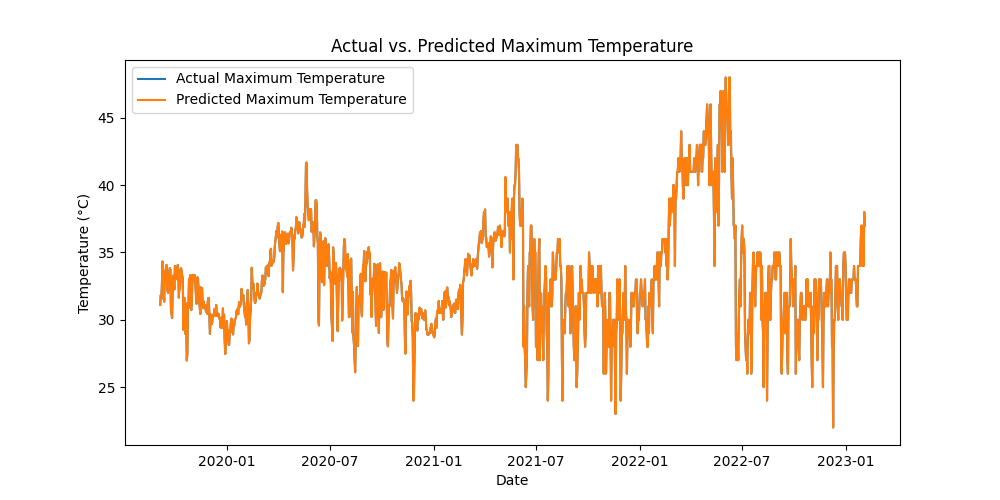 Actual vs. Predicted Maximum Temperature
Actual Maximum Temperature
Predicted Maximum Temperature
Temperature (°C)
45
40
35
30
25
2020-01 2020-07 2021-01 2021-07 2022-01 2022-07 2023-01
Date